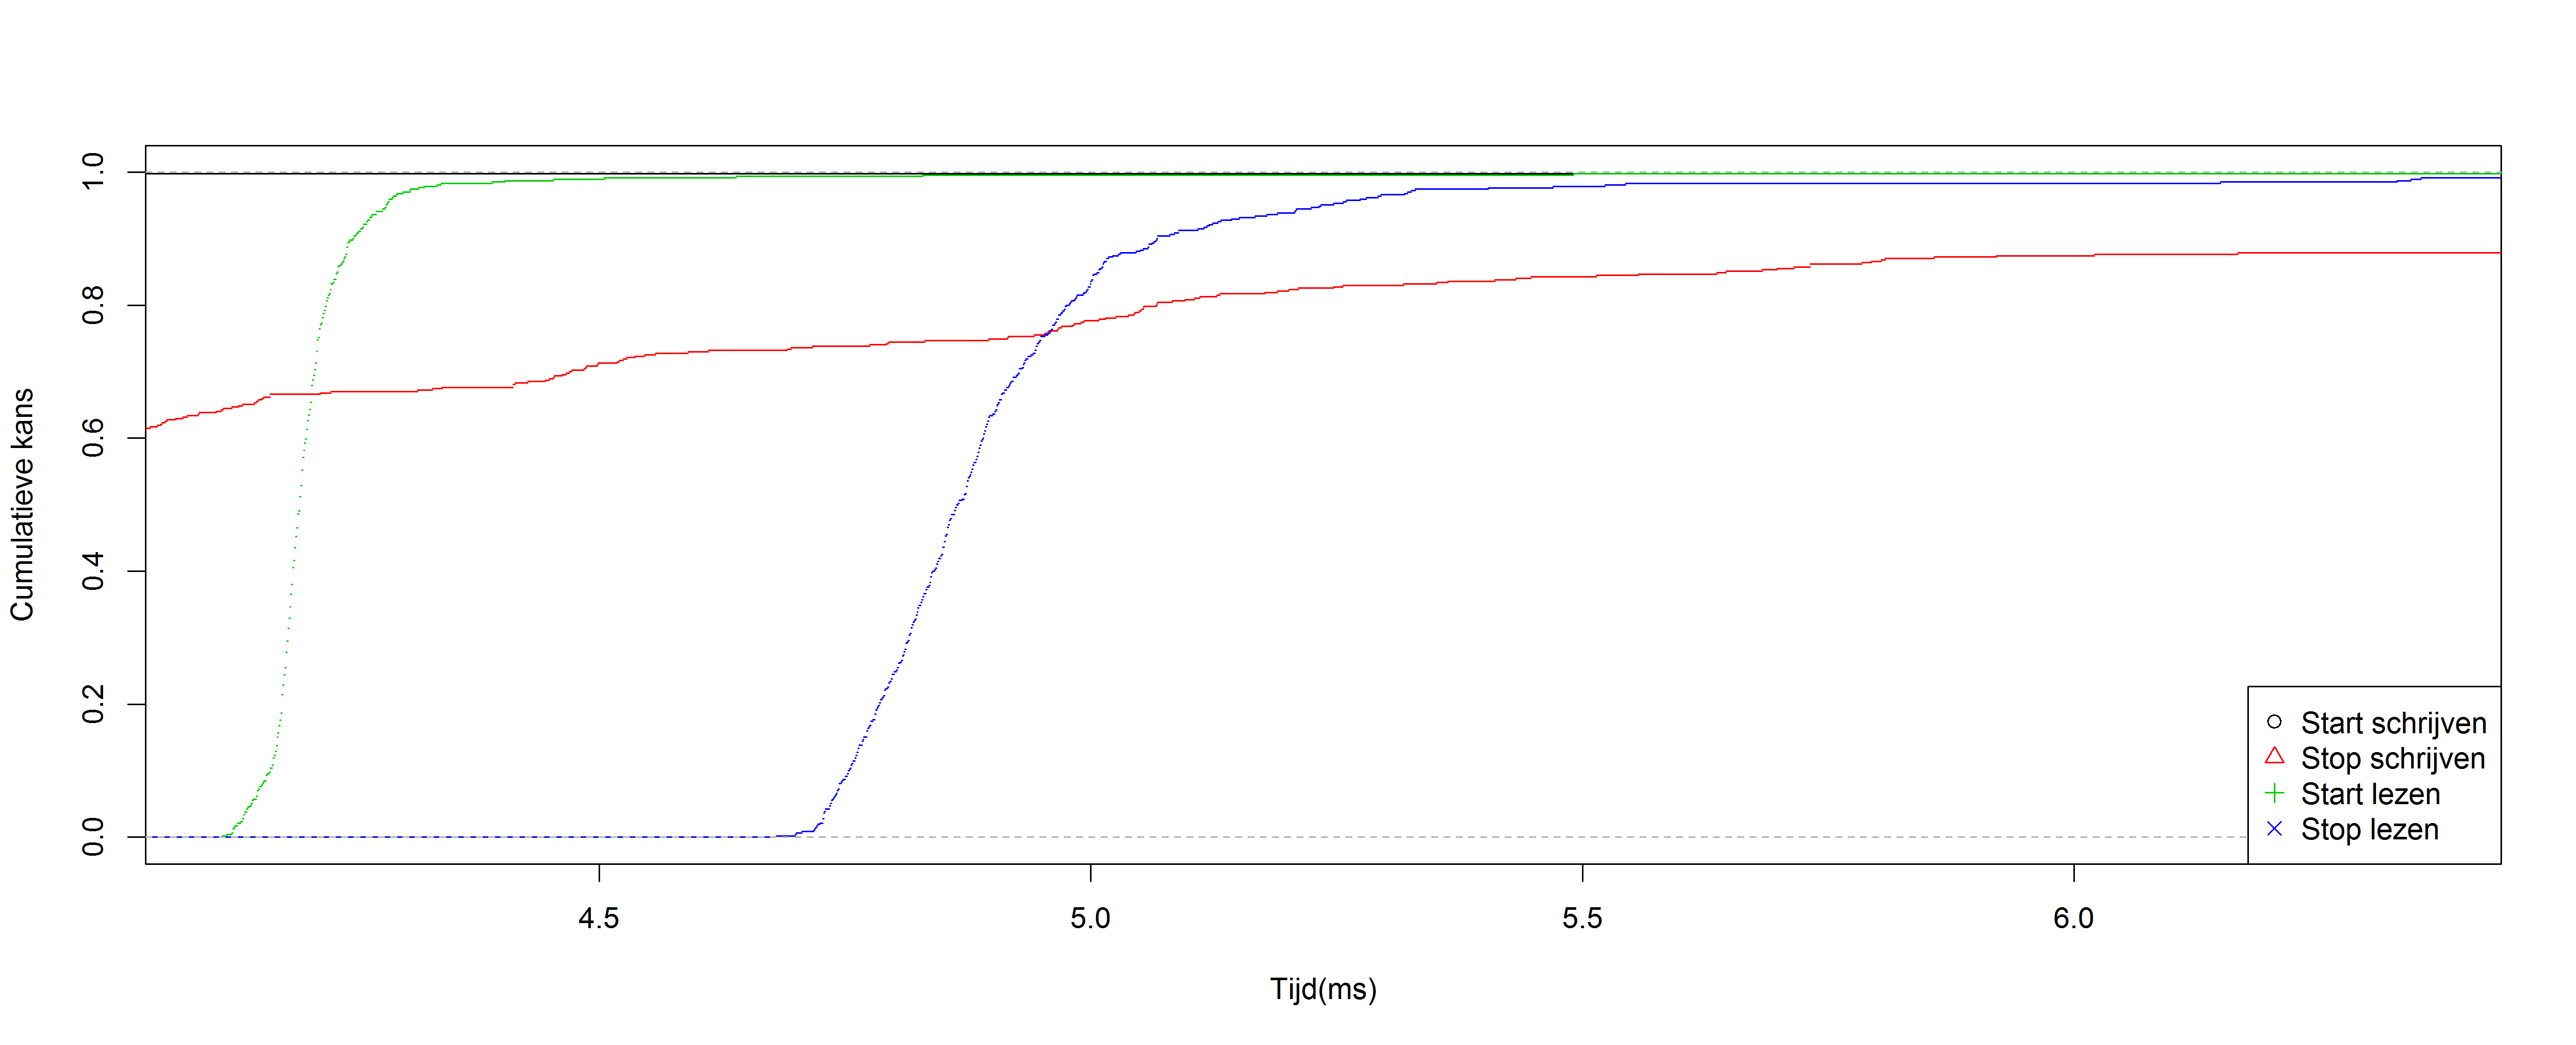 Cumulatieve kans
1.0
0.8
0.6
0.4
0.2
0.0
4.5 5.0 5.5 6.0
Tijd(ms)
Start schrijven
Stop schrijven
Start lezen
Stop lezen